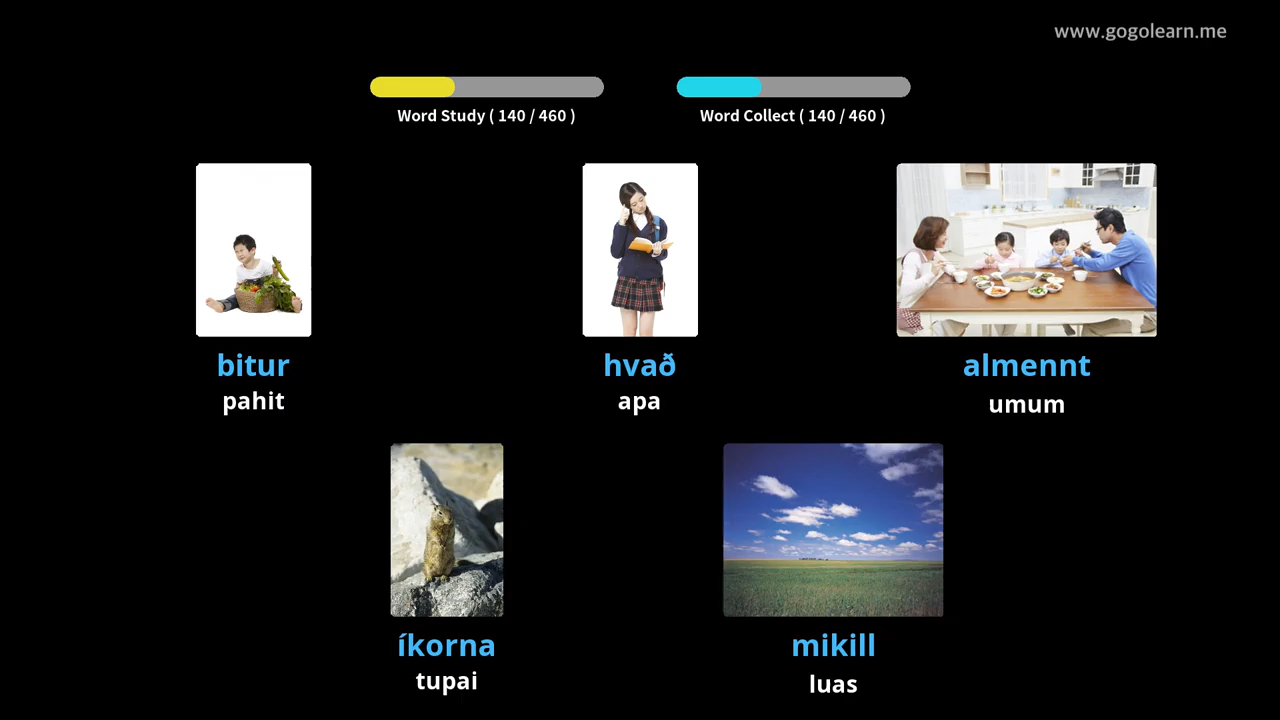 www.gogolearn.me
Word Study ( 140 / 460 )
Word Collect ( 140 / 460 )
bitur
pahit
hvað
apa
almennt
umum
íkorna
tupai
mikill
luas